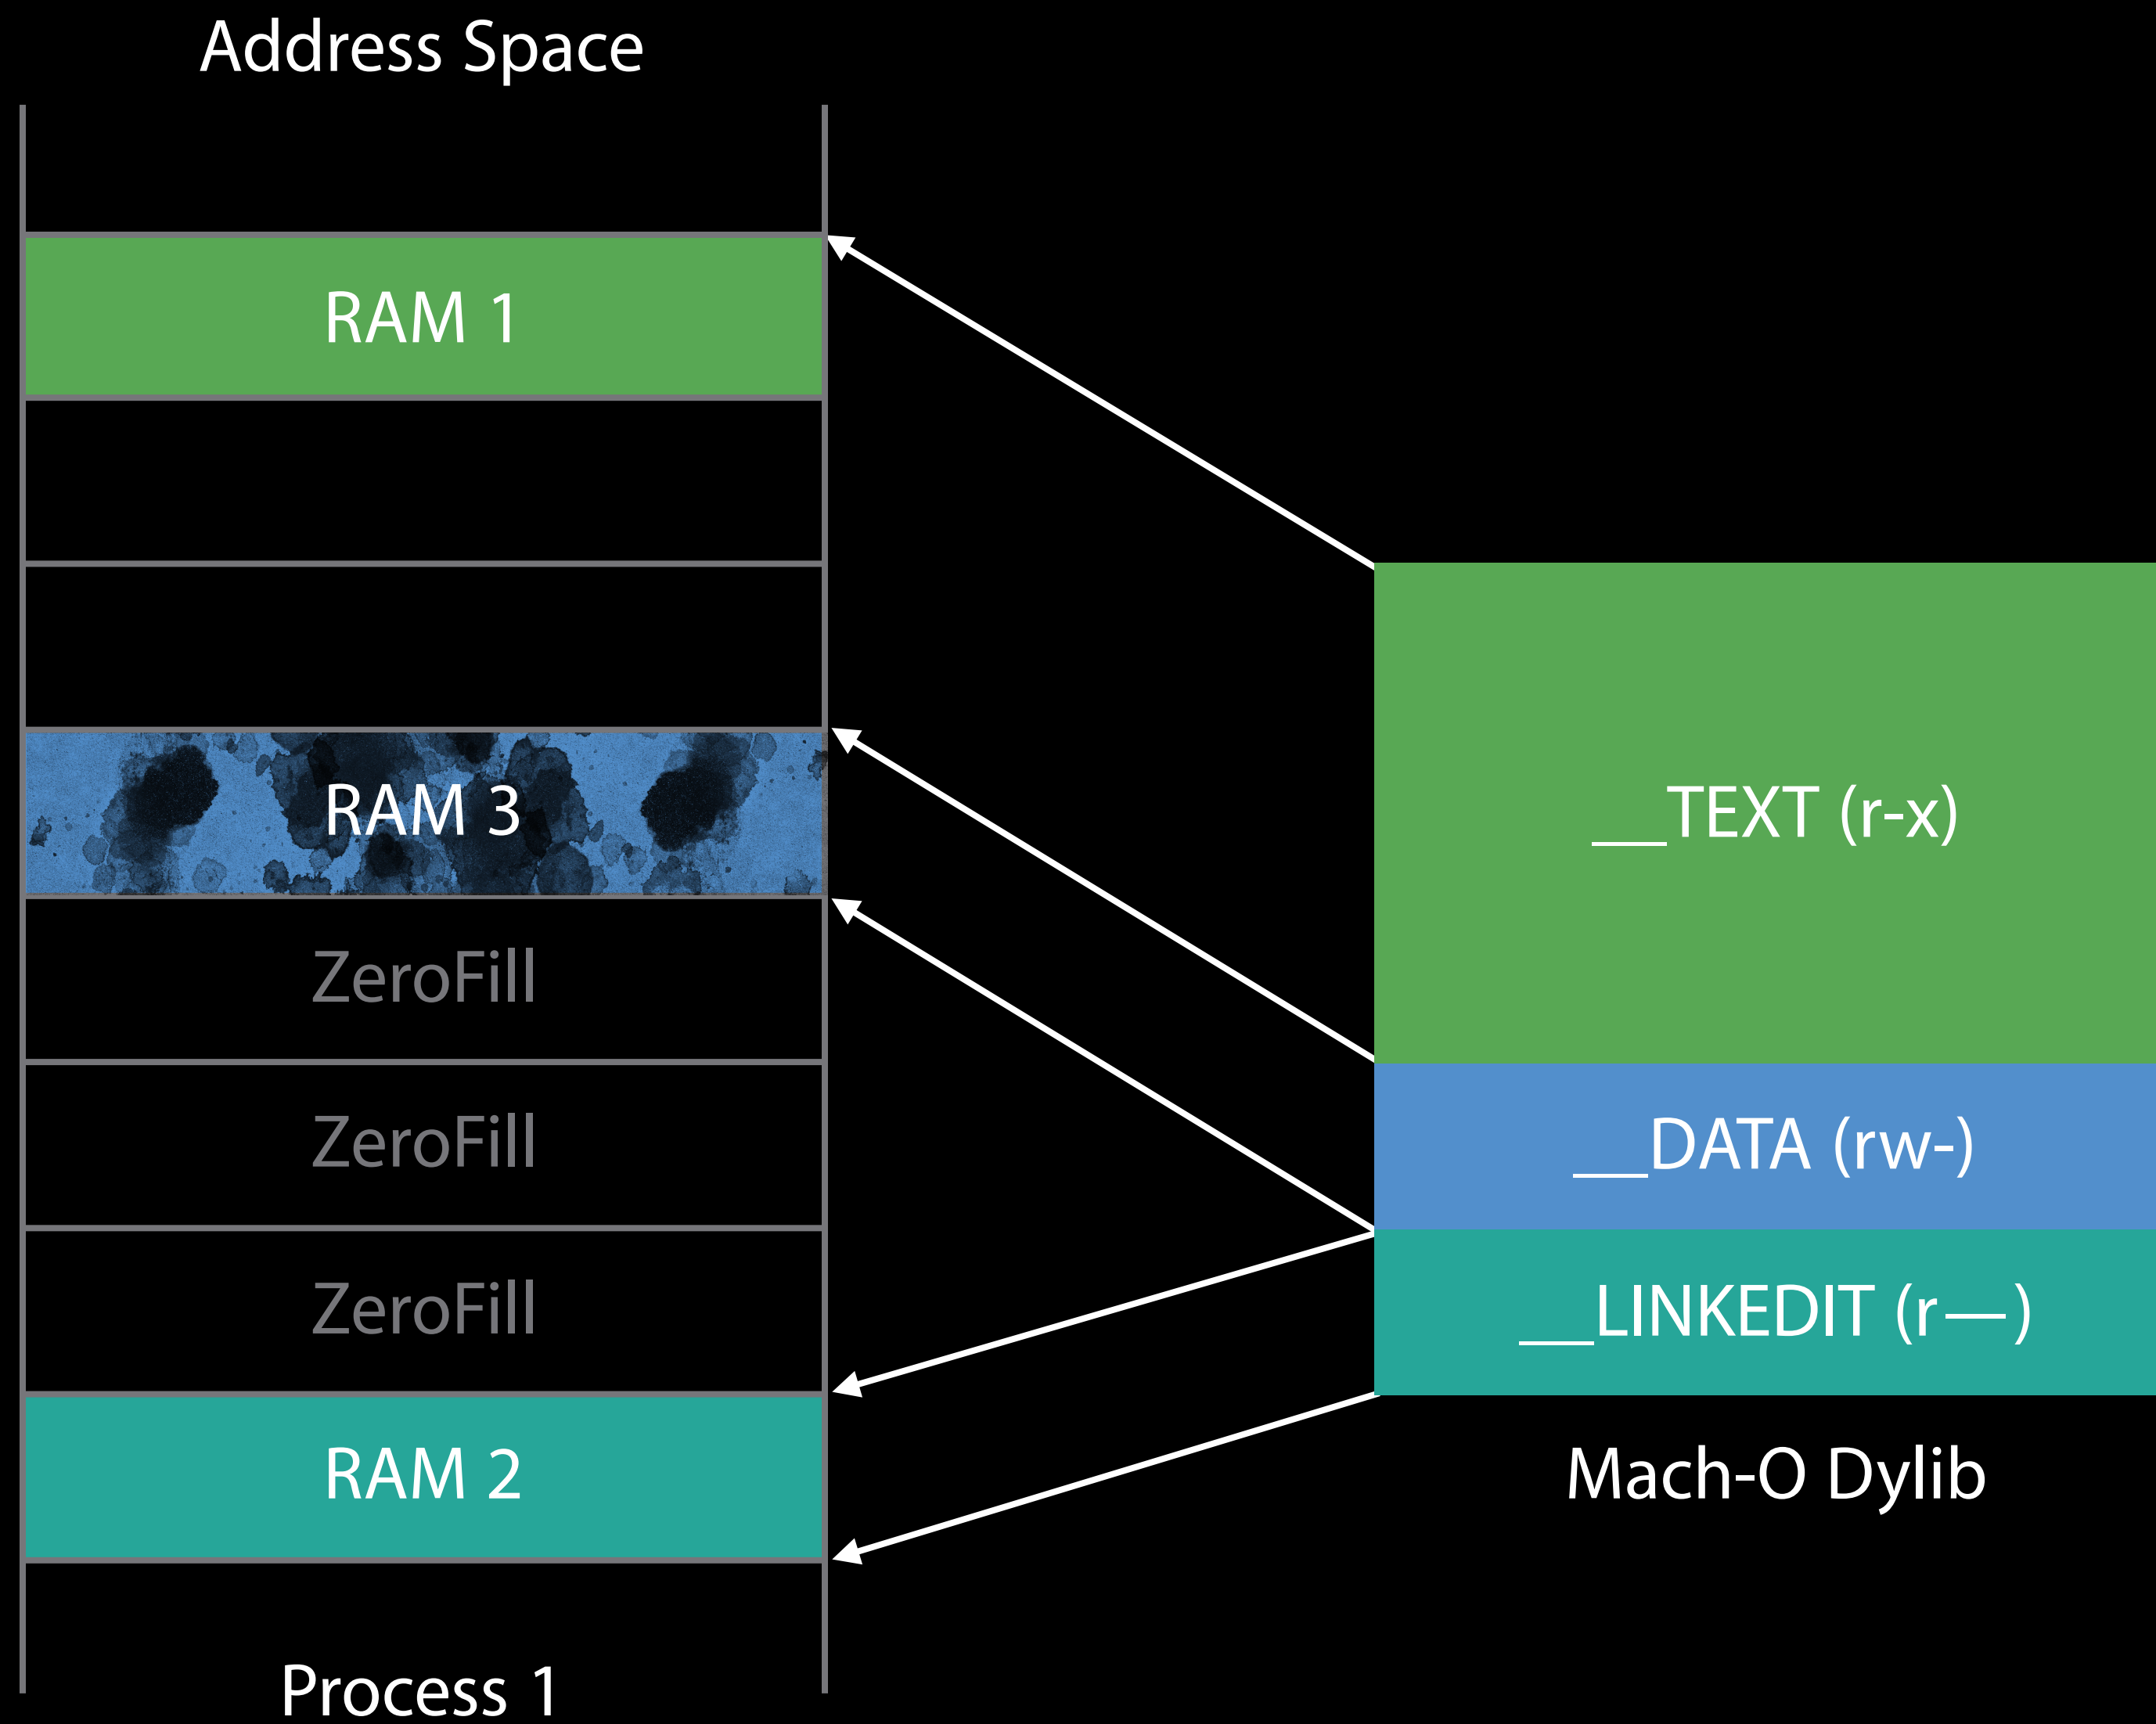 Address Space
RAM 1
RAM 3
ZeroFill
ZeroFill
ZeroFill
RAM 2
Process 1
__TEXT (r-x)
__DATA (rw-)
__LINKEDIT (r—)
Mach-O Dylib